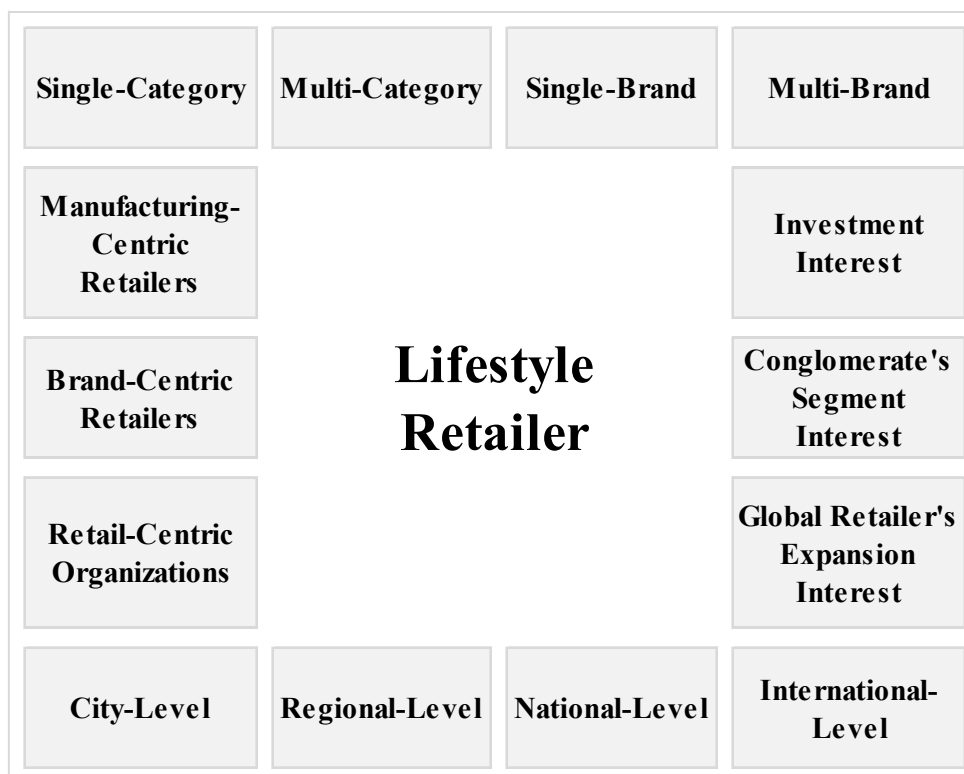 Single-Category
Multi-Category
Single-Brand
Multi-Brand
Manufacturing-
Centric
Retailers
Investment
Interest
Lifestyle
Retailer
Brand-Centric
Retailers
Conglomerate's
Segment
Interest
Retail-Centric
Organizations
Global Retailer's
Expansion
Interest
City-Level
Regional-Level
National-Level
International-
Level